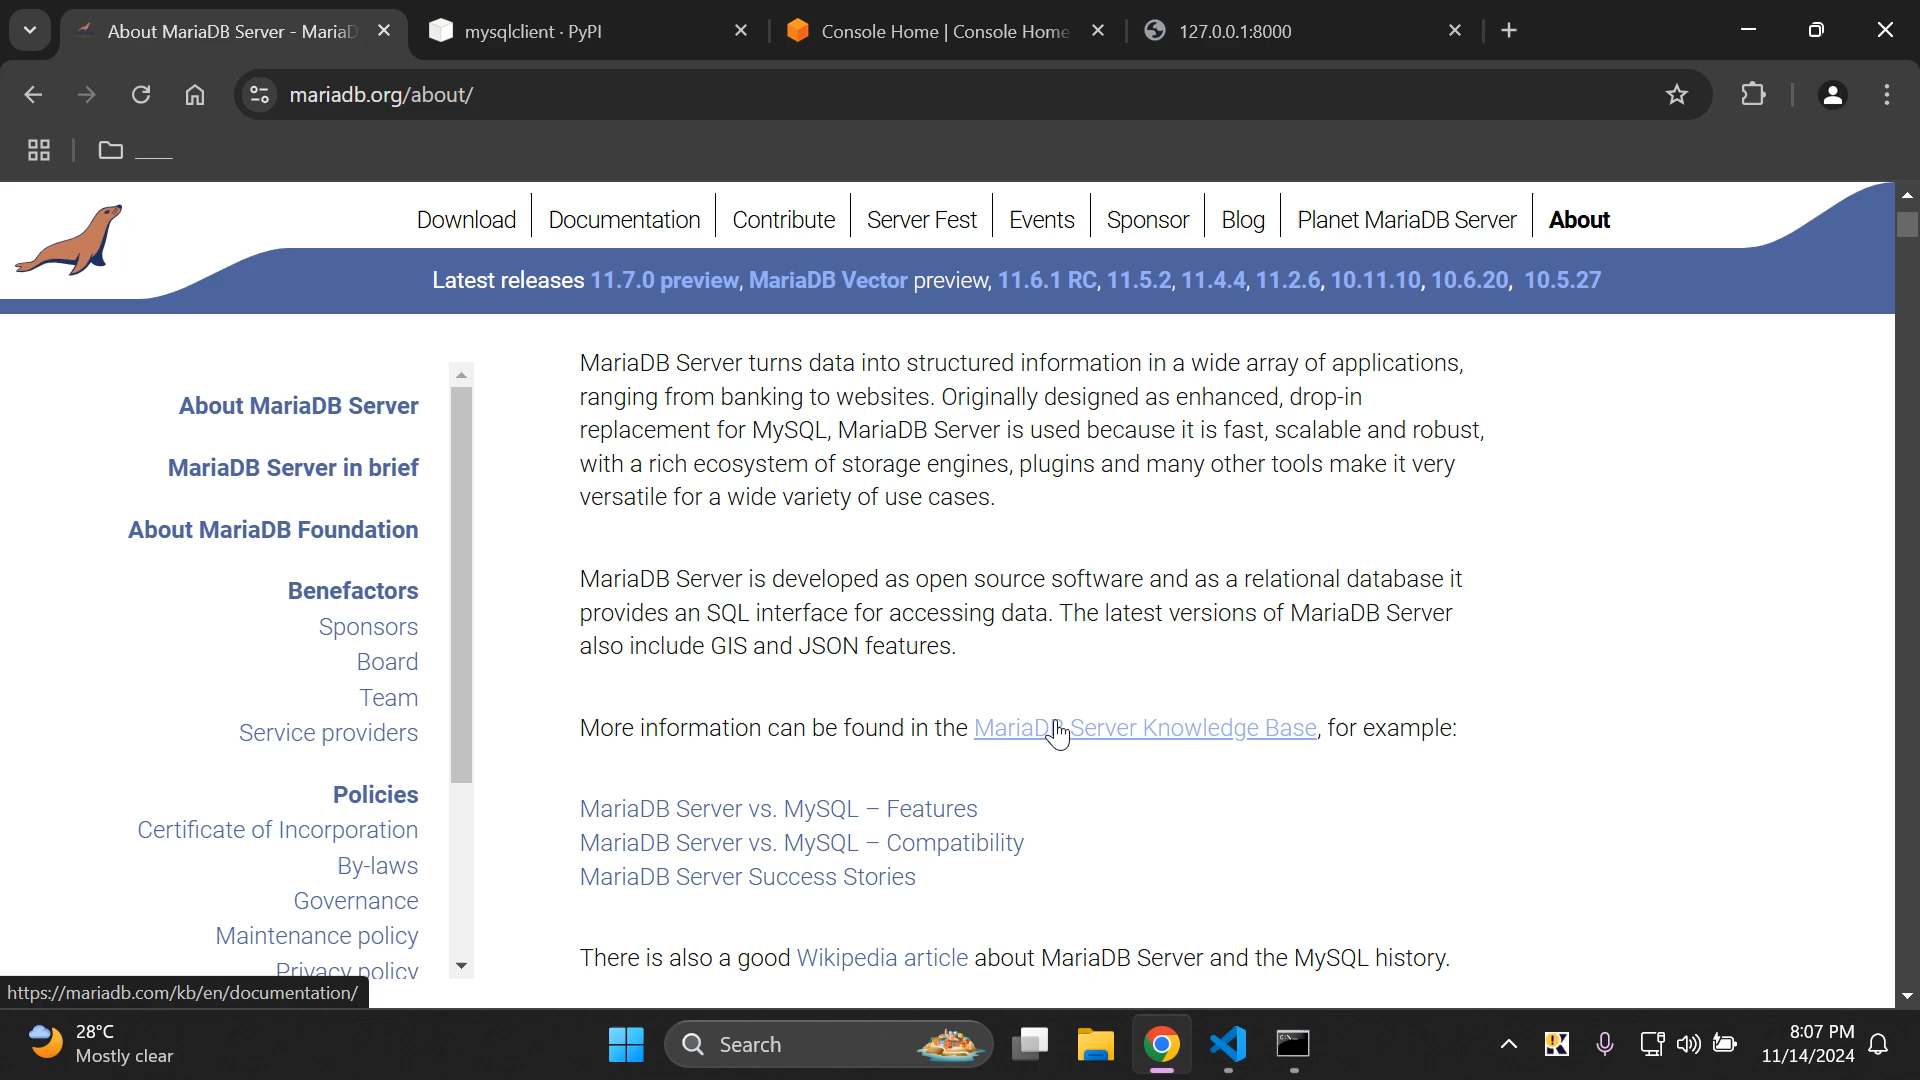 About MariaDB Server - MariaD
mysqlclient · PyPI
Console Home | Console Home
127.0.0.1:8000
mariadb.org/about/
Download
Documentation
Contribute
Server Fest
Events
Sponsor
Blog
Planet MariaDB Server
About
Latest releases 11.7.0 preview, MariaDB Vector preview, 11.6.1 RC, 11.5.2, 11.4.4, 11.2.6, 10.11.10, 10.6.20, 10.5.27
About MariaDB Server
MariaDB Server in brief
About MariaDB Foundation
Benefactors
Sponsors
Board
Team
Service providers
Policies
Certificate of Incorporation
By-laws
Governance
Maintenance policy
Privacy policy
MariaDB Server turns data into structured information in a wide array of applications,
ranging from banking to websites. Originally designed as enhanced, drop-in
replacement for MySQL, MariaDB Server is used because it is fast, scalable and robust,
with a rich ecosystem of storage engines, plugins and many other tools make it very
versatile for a wide variety of use cases.
MariaDB Server is developed as open source software and as a relational database it
provides an SQL interface for accessing data. The latest versions of MariaDB Server
also include GIS and JSON features.
More information can be found in the MariaDB Server Knowledge Base, for example:
MariaDB Server vs. MySQL – Features
MariaDB Server vs. MySQL – Compatibility
MariaDB Server Success Stories
There is also a good Wikipedia article about MariaDB Server and the MySQL history.
https://mariadb.com/kb/en/documentation/
28°C
Mostly clear
Search
8:07 PM
11/14/2024